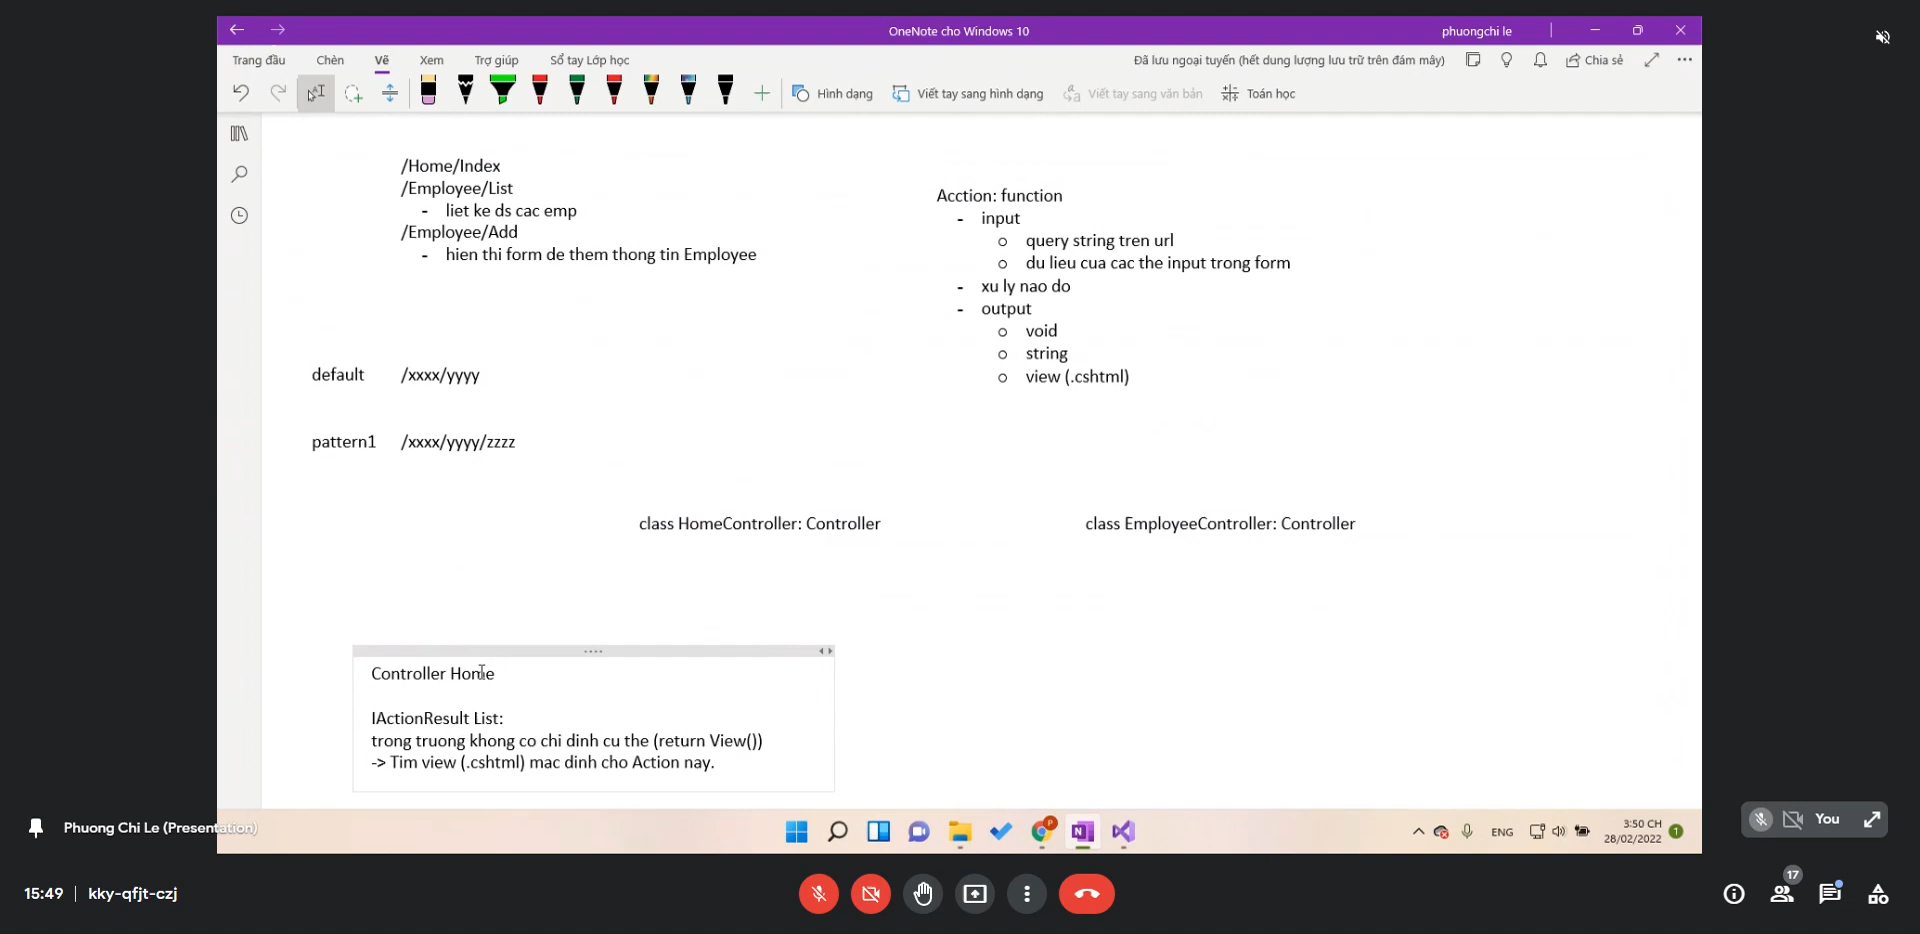 OneNote cho Windows 10
phuongchi le
Trang đầu
Chèn
Vẽ
Xem
Trợ giúp
Sổ tay Lớp học
Đã lưu ngoại tuyến (hết dung lượng lưu trữ trên đám mây)
Chia sẻ
Hình dạng
Viết tay sang hình dạng
Viết tay sang văn bản
Toán học
/Home/Index
/Employee/List
- liet ke ds cac emp
/Employee/Add
- hien thi form de them thong tin Employee
Acction: function
- input
o query string tren url
o du lieu cua cac the input trong form
- xu ly nao do
- output
o void
o string
o view (.cshtml)
default /xxxx/yyyy
pattern1 /xxxx/yyyy/zzzz
class HomeController: Controller
class EmployeeController: Controller
Controller Home
IActionResult List:
trong truong khong co chi dinh cu the (return View())
-> Tim view (.cshtml) mac dinh cho Action nay.
Phuong Chi Le (Presentation)
ENG
3:50 CH
28/02/2022
1
You
15:49 | kky-qfjt-czj
17